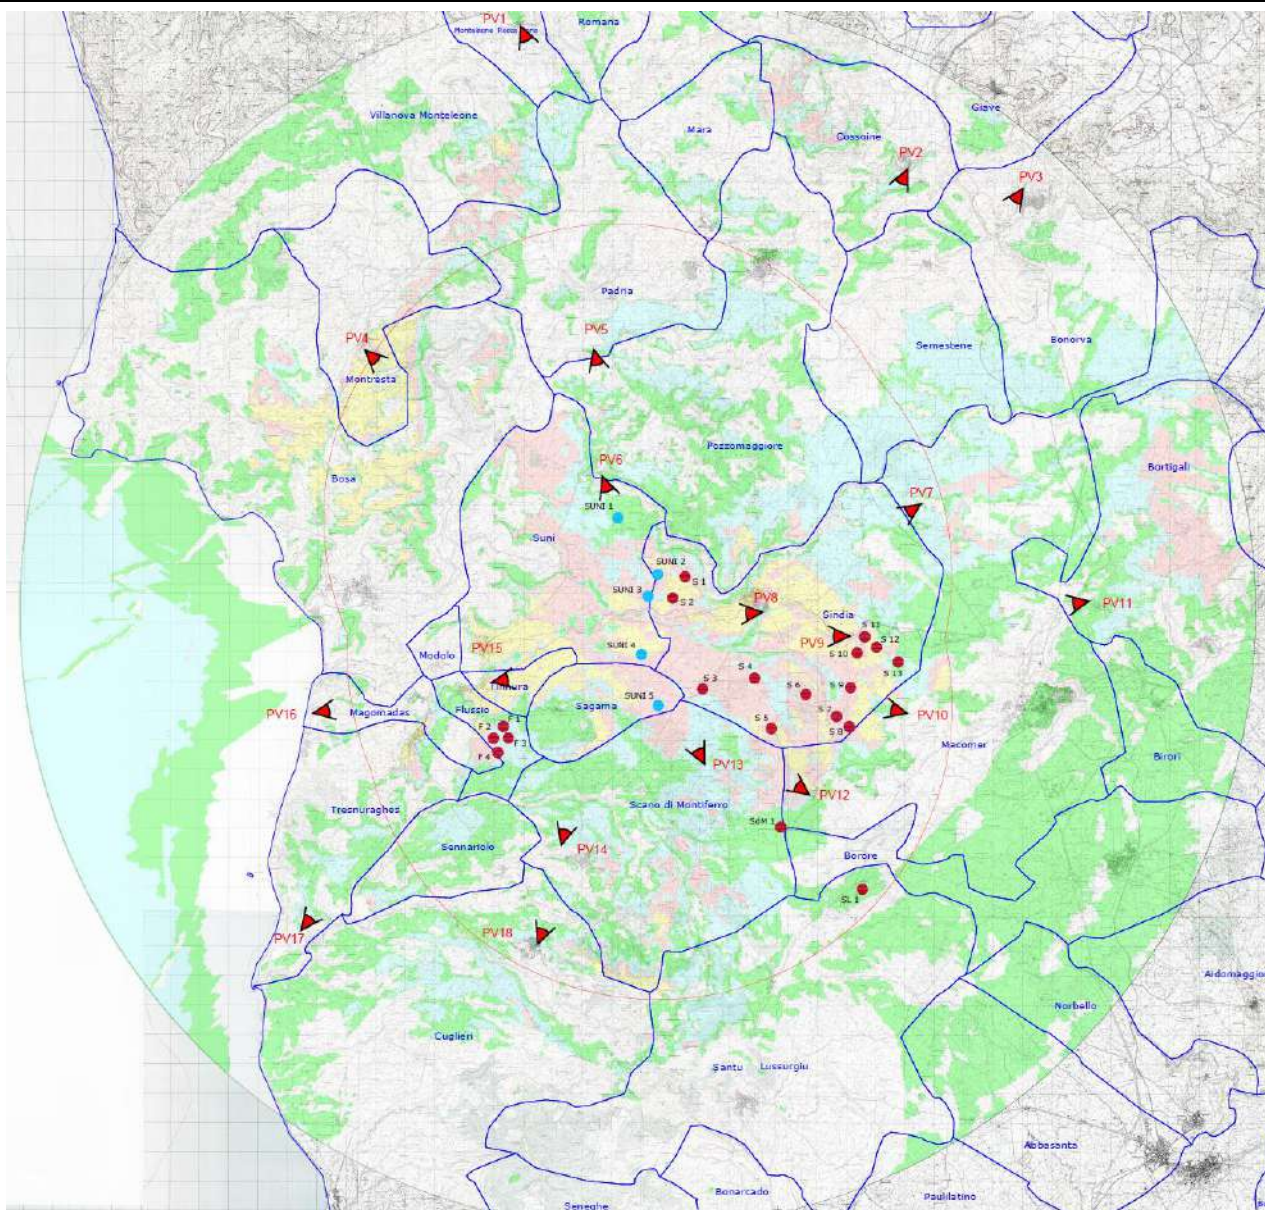 PV1
Romana
Villanova Monteleone
Mara
Cossoine
Giave
PV2
PV3
Padria
PV5
PV4
Montresta
Semestene
Bonorva
Pozzomaggiore
Bortigali
Bosa
PV6
SUNI 1
PV7
Suni
SUNI 2
S 1
SUNI 3
S 2
PV8
Sindia
PV11
PV9
S 12
S 10
S 13
SUNI 4
Modolo
PV15
S 4
S 3
S 6
S 9
Tinnura
Sagama
SUNI 5
PV16
Magomadas
Flussio
F 1
F 2
F 3
F 4
S 5
S 7
S 8
PV10
Macomer
Birori
PV13
PV12
Tresnuraghes
Scano di Montiferro
SdM 1
Sennariolo
PV14
Borore
SL 1
PV17
PV18
Aidomaggio
Norbello
Cuglieri
Santu Lussurgiu
Abbasanta
Bonarcado
Paulilatino
Seneghe